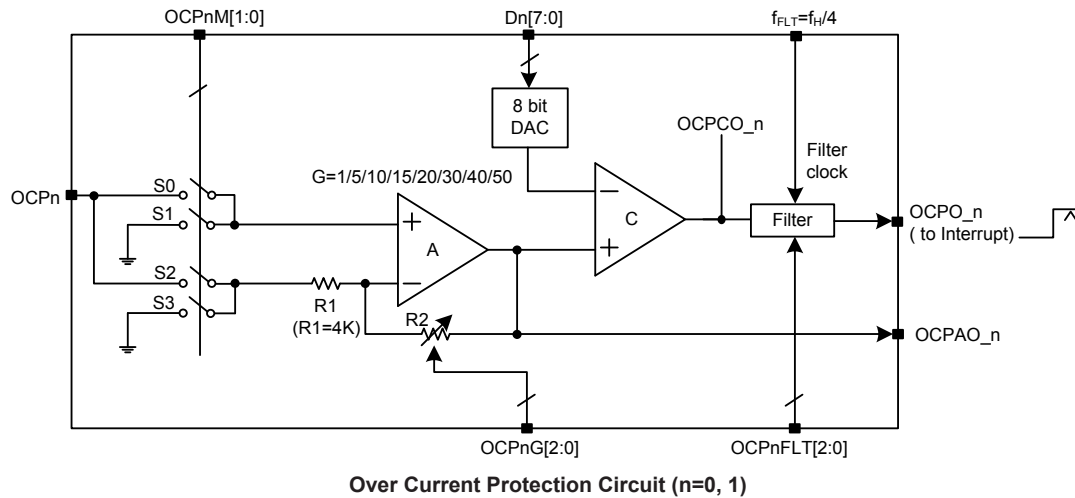 OCPnM[1:0]
Dn[7:0]
fFLT=fH/4
8 bit
DAC
OCPCO_n
Filter
clock
G=1/5/10/15/20/30/40/50
OCPn
S0
S1
S2
S3
+
−
A
−
+
C
Filter
OCPO_n
( to Interrupt)
R1
(R1=4K)
R2
OCPAO_n
OCPnG[2:0]
OCPnFLT[2:0]
Over Current Protection Circuit (n=0, 1)